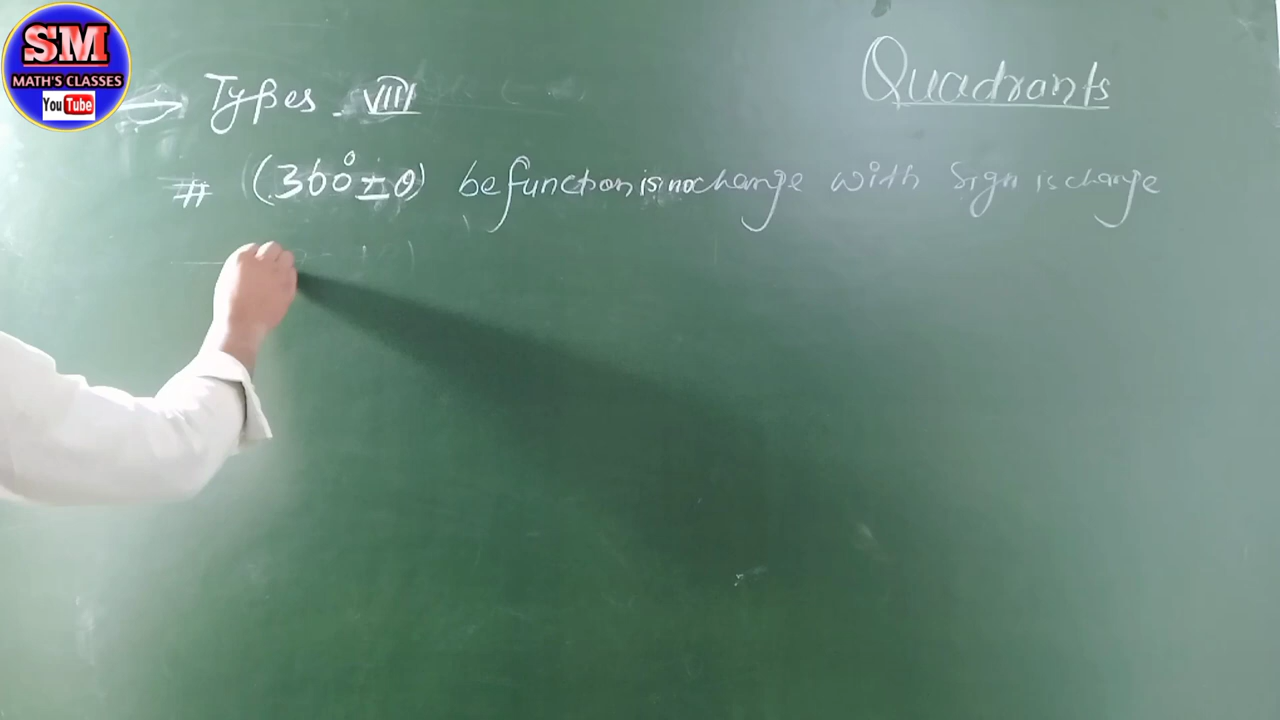 SM
MATH'S CLASSES
YouTube
Quadrants
→ Types - VIII
# (360° ± θ) be function is no change with sign is change